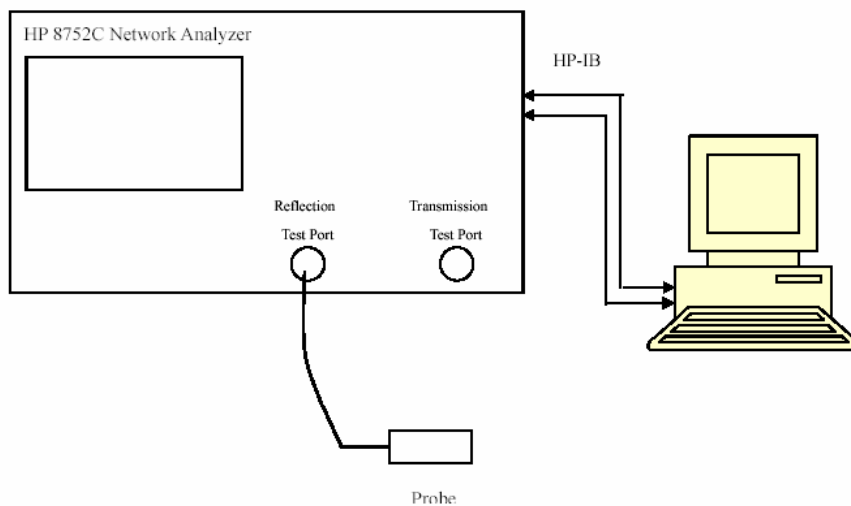 HP 8752C Network Analyzer
HP-IB
Reflection
Test Port
Transmission
Test Port
Probe